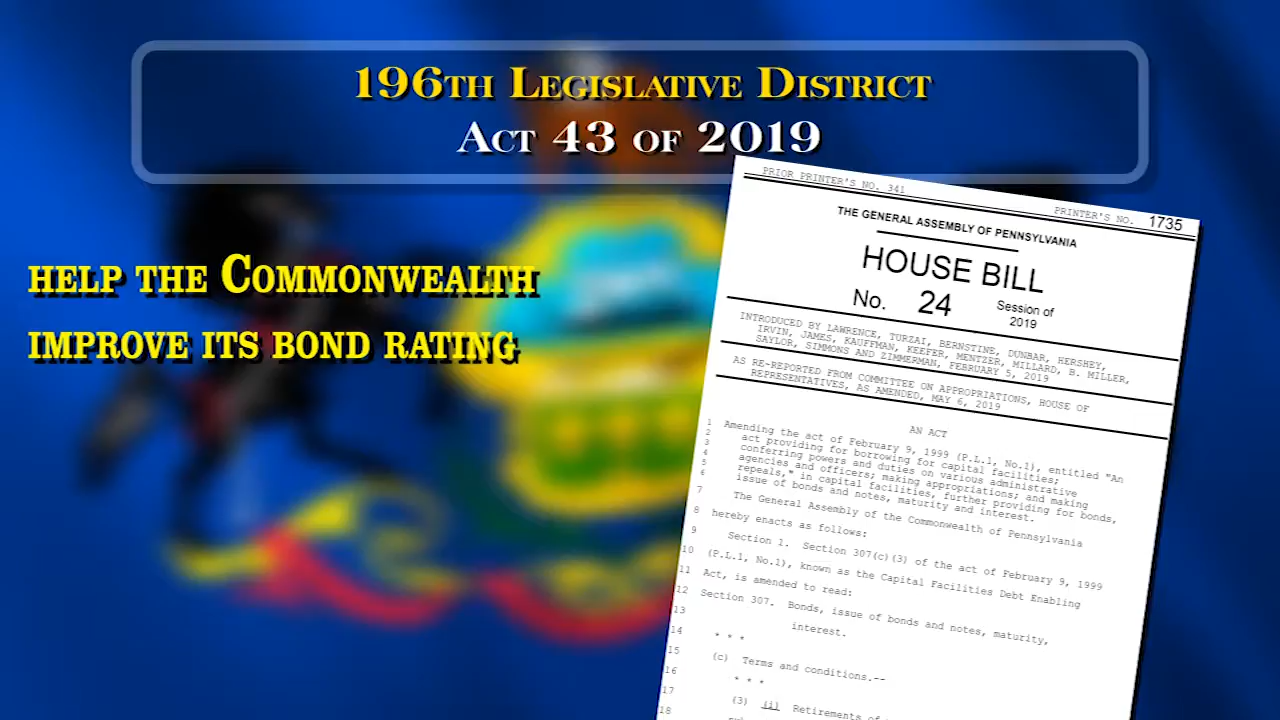 196th Legislative District
Act 43 of 2019
help the Commonwealth
improve its bond rating
PRIOR PRINTER'S NO. 341
PRINTER'S NO. 1735
THE GENERAL ASSEMBLY OF PENNSYLVANIA
HOUSE BILL
No. 24 Session of
2019
INTRODUCED BY LAWRENCE, TURZAI, BERNSTINE, DUNBAR, HERSHEY,
IRVIN, JAMES, KAUFFMAN, KEEFER, MENTZER, MILLARD, B. MILLER,
SAYLOR, SIMMONS AND ZIMMERMAN, FEBRUARY 5, 2019
AS RE-REPORTED FROM COMMITTEE ON APPROPRIATIONS, HOUSE OF
REPRESENTATIVES, AS AMENDED, MAY 6, 2019
AN ACT
1 Amending the act of February 9, 1999 (P.L.1, No.1), entitled "An
2 act providing for borrowing for capital facilities;
3 conferring powers and duties on various administrative
4 agencies and officers; making appropriations; and making
5 repeals," in capital facilities, further providing for bonds,
6 issue of bonds and notes, maturity and interest.
7 The General Assembly of the Commonwealth of Pennsylvania
8 hereby enacts as follows:
9 Section 1. Section 307(c)(3) of the act of February 9, 1999
10 (P.L.1, No.1), known as the Capital Facilities Debt Enabling
11 Act, is amended to read:
12 Section 307. Bonds, issue of bonds and notes, maturity,
13 interest.
14 * * *
15 (c) Terms and conditions.--
16 * * *
17 (3) (i) Retirements of
18